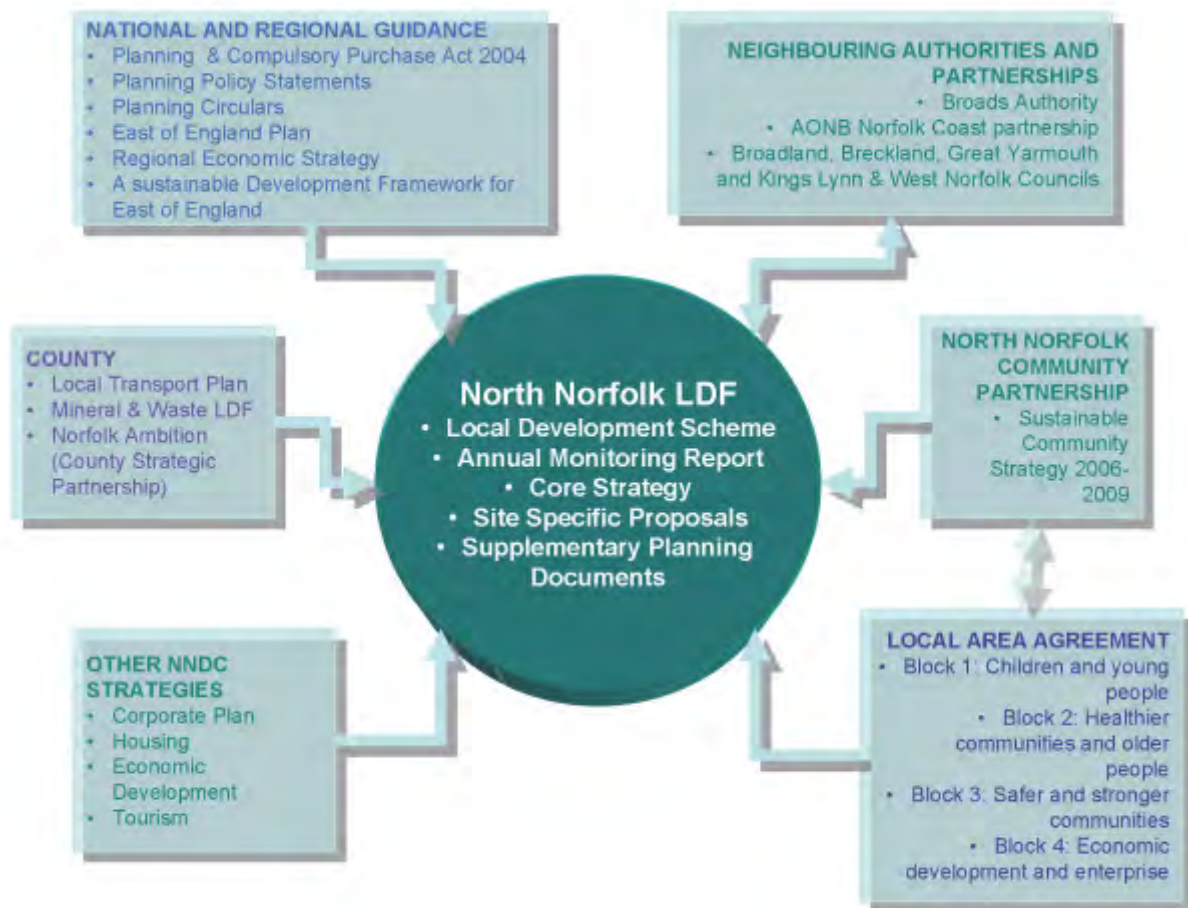 NATIONAL AND REGIONAL GUIDANCE
• Planning & Compulsory Purchase Act 2004
• Planning Policy Statements
• Planning Circulars
• East of England Plan
• Regional Economic Strategy
• A sustainable Development Framework for
East of England
NEIGHBOURING AUTHORITIES AND
PARTNERSHIPS
• Broads Authority
• AONB Norfolk Coast partnership
• Broadland, Breckland, Great Yarmouth
and Kings Lynn & West Norfolk Councils
COUNTY
• Local Transport Plan
• Mineral & Waste LDF
• Norfolk Ambition
(County Strategic
Partnership)
North Norfolk LDF
• Local Development Scheme
• Annual Monitoring Report
• Core Strategy
• Site Specific Proposals
• Supplementary Planning
Documents
NORTH NORFOLK
COMMUNITY
PARTNERSHIP
• Sustainable
Community
Strategy 2006-
2009
OTHER NNDC
STRATEGIES
• Corporate Plan
• Housing
• Economic
Development
• Tourism
LOCAL AREA AGREEMENT
• Block 1: Children and young
people
• Block 2: Healthier
communities and older
people
• Block 3: Safer and stronger
communities
• Block 4: Economic
development and enterprise